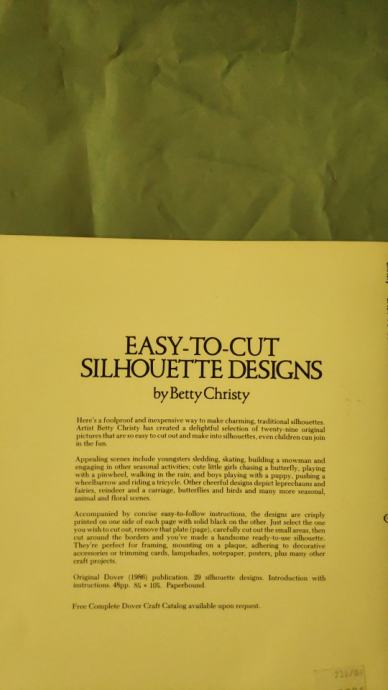 EASY-TO-CUT
SILHOUETTE DESIGNS
by Betty Christy
Here's a foolproof and inexpensive way to make charming, traditional silhouettes.
Artist Betty Christy has created a delightful selection of twenty-nine original
pictures that are so easy to cut out and make into silhouettes, even children can join
in the fun.
Appealing scenes include youngsters sledding, skating, building a snowman and
engaging in other seasonal activities; cute little girls chasing a butterfly, playing
with a pinwheel, walking in the rain; and boys playing with a puppy, pushing a
wheelbarrow and riding a tricycle. Other cheerful designs depict leprechauns and
fairies, reindeer and a carriage, butterflies and birds and many more seasonal,
animal and floral scenes.
Accompanied by concise easy-to-follow instructions, the designs are crisply
printed on one side of each page with solid black on the other. Just select the one
you wish to cut out, remove that plate (page), carefully cut out the small areas, then
cut around the borders and you've made a handsome ready-to-use silhouette.
They're perfect for framing, mounting on a plaque, adhering to decorative
accessories or trimming cards, lampshades, notepaper, posters, plus many other
craft projects.
Original Dover (1986) publication. 29 silhouette designs. Introduction with
instructions. 48pp. 8¼ × 10⅞. Paperbound.
Free Complete Dover Craft Catalog available upon request.